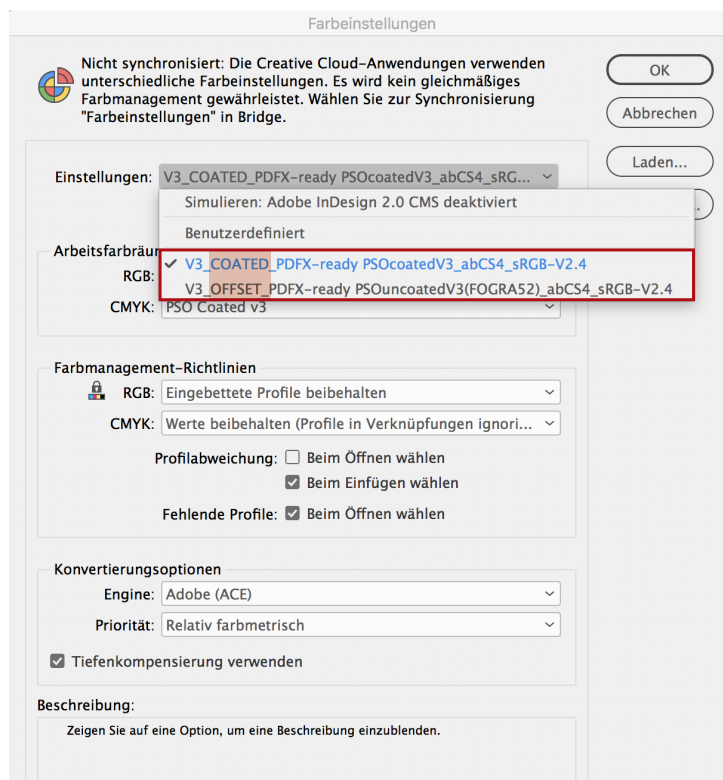 Farbeinstellungen
Nicht synchronisiert: Die Creative Cloud-Anwendungen verwenden
unterschiedliche Farbeinstellungen. Es wird kein gleichmäßiges
Farbmanagement gewährleistet. Wählen Sie zur Synchronisierung
"Farbeinstellungen" in Bridge.
OK
Abbrechen
Laden...
Einstellungen: V3_COATED_PDFX-ready PSOcoatedV3_abCS4_sRG...
Simulieren: Adobe InDesign 2.0 CMS deaktiviert
Benutzerdefiniert
V3_COATED_PDFX-ready PSOcoatedV3_abCS4_sRGB-V2.4
V3_OFFSET_PDFX-ready PSOuncoatedV3(FOGRA52)_abCS4_sRGB-V2.4
RGB:
CMYK: PSO Coated v3
Farbmanagement-Richtlinien
RGB: Eingebettete Profile beibehalten
CMYK: Werte beibehalten (Profile in Verknüpfungen ignori...
Profilabweichung: Beim Öffnen wählen
Beim Einfügen wählen
Fehlende Profile: Beim Öffnen wählen
Konvertierungsoptionen
Engine: Adobe (ACE)
Priorität: Relativ farbmetrisch
Tiefenkompensierung verwenden
Beschreibung:
Zeigen Sie auf eine Option, um eine Beschreibung einzublenden.